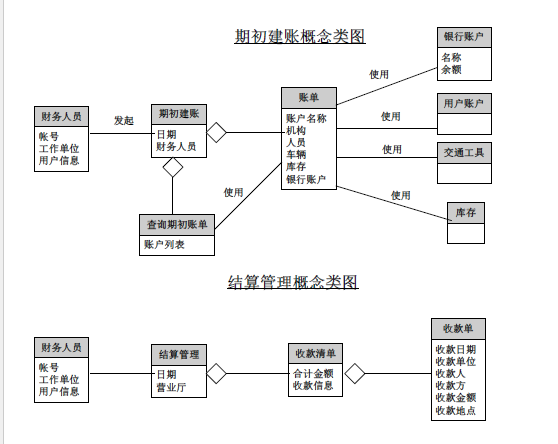 期初建账概念类图
银行账户
名称
余额
使用
账单
账户名称
机构
人员
车辆
库存
银行账户
用户账户
使用
财务人员
帐号
工作单位
用户信息
发起
期初建账
日期
财务人员
交通工具
使用
使用
库存
使用
查询期初账单
账户列表
结算管理概念类图
财务人员
帐号
工作单位
用户信息
结算管理
日期
营业厅
收款清单
合计金额
收款信息
收款单
收款日期
收款单位
收款人
收款方
收款金额
收款地点